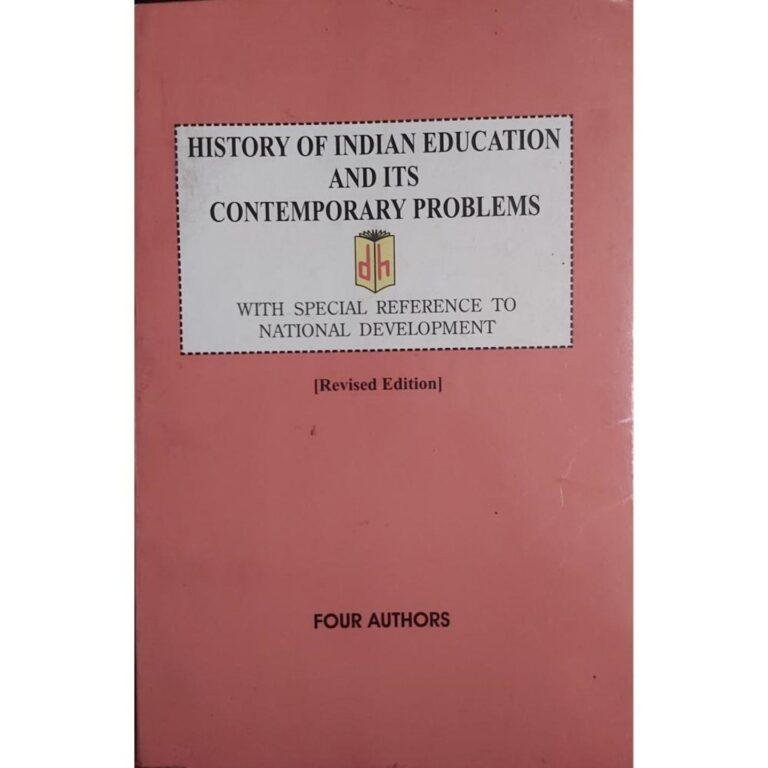 HISTORY OF INDIAN EDUCATION
AND ITS
CONTEMPORARY PROBLEMS
dh
WITH SPECIAL REFERENCE TO
NATIONAL DEVELOPMENT
[Revised Edition]
FOUR AUTHORS